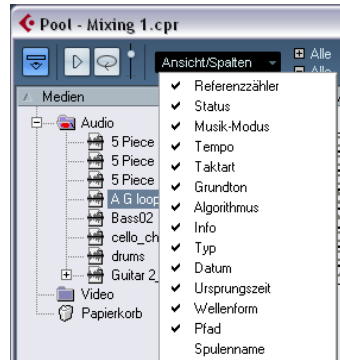 Pool - Mixing 1.cpr
Ansicht/Spalten
Alle
Alle
Medien
Audio
5 Piece
5 Piece
5 Piece
A G loop
Bass02
cello_ch
drums
Guitar 2_
Video
Papierkorb
Referenzzähler
Status
Musik-Modus
Tempo
Taktart
Grundton
Algorithmus
Info
Typ
Datum
Ursprungszeit
Wellenform
Pfad
Spulenname